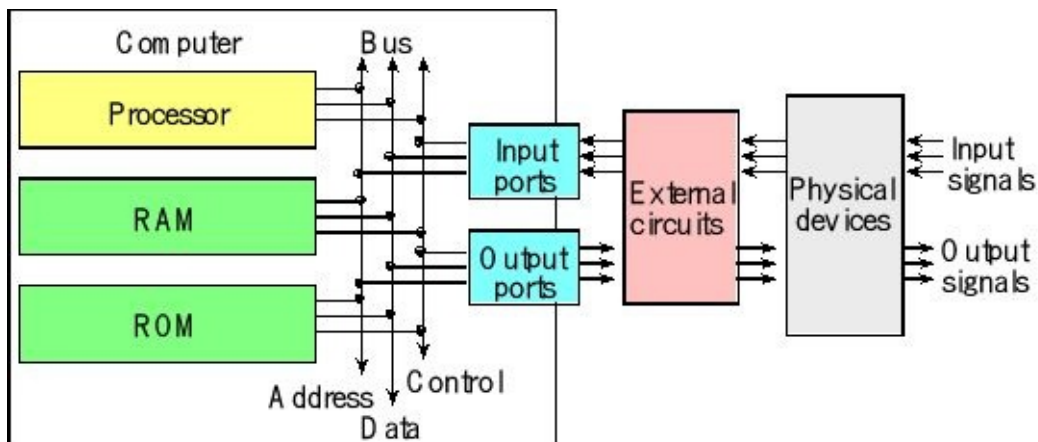 Computer
Bus
Processor
RAM
ROM
Address
Data
Control
Input
ports
Output
ports
External
circuits
Physical
devices
Input
signals
Output
signals